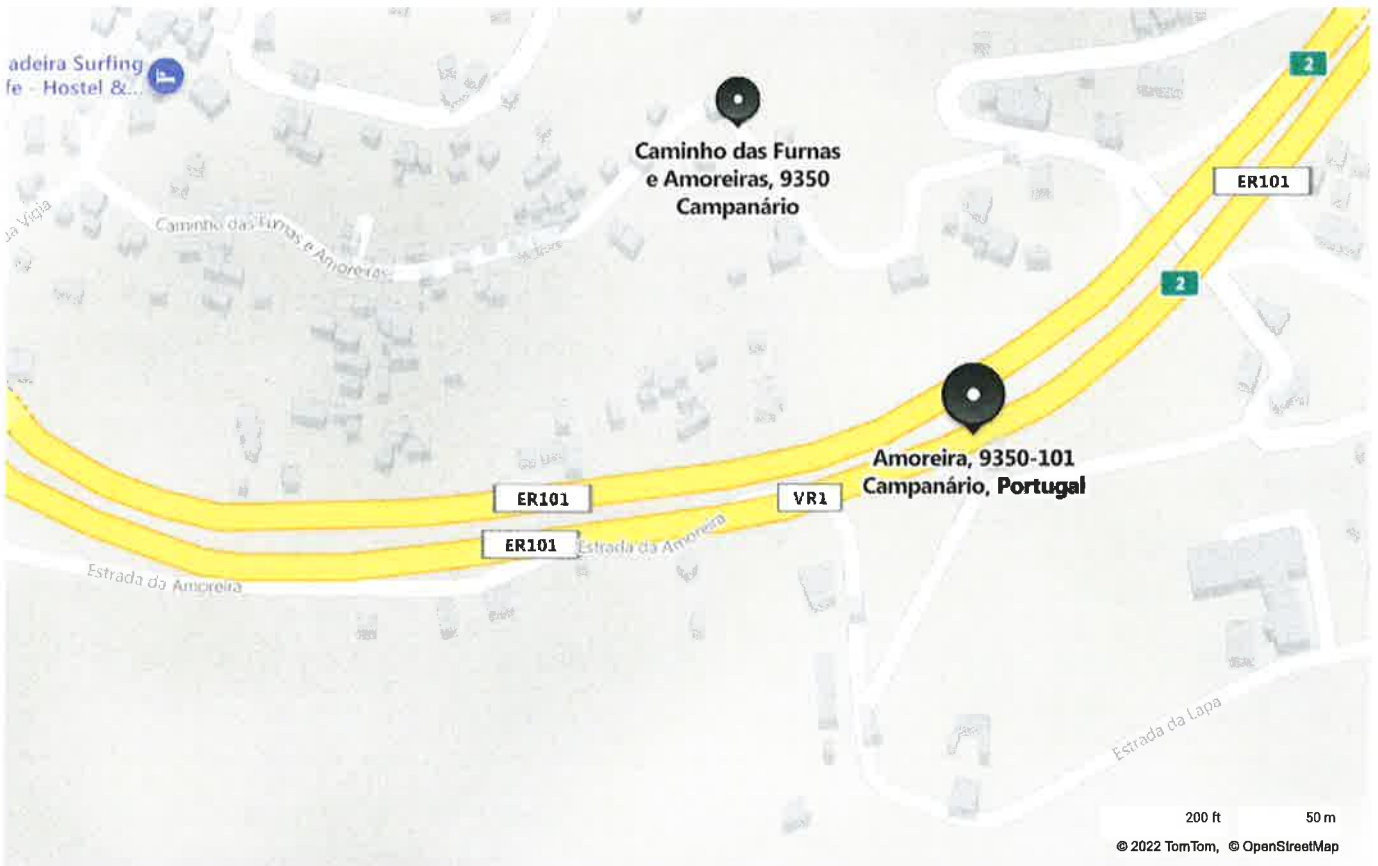 adeira Surfing
fe - Hostel &...
2
Caminho das Furnas
e Amoreiras, 9350
Campanário
ER101
da Vigia
Caminho das Furnas e Amoreiras
2
Amoreira, 9350-101
Campanário, Portugal
ER101
VR1
ER101
Estrada da Amoreira
Estrada da Amoreira
Estrada da Lapa
200 ft 50 m
© 2022 TomTom, © OpenStreetMap